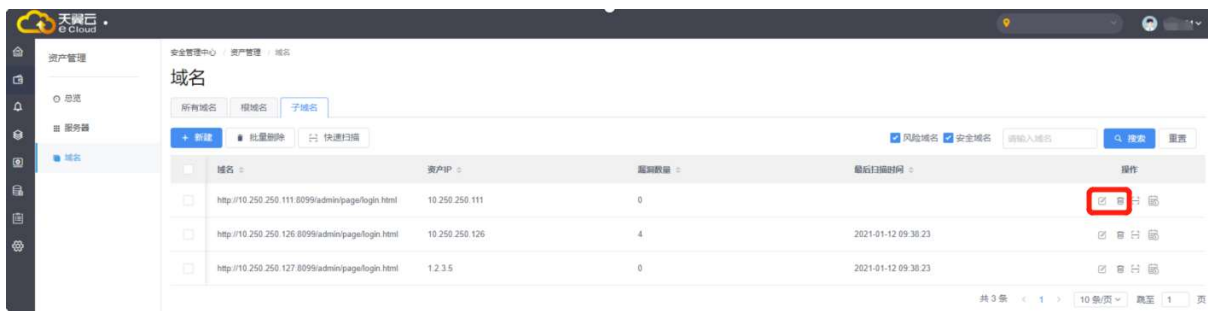 天翼云
e Cloud
资产管理
总览
服务器
域名
安全管理中心 / 资产管理 / 域名
域名
所有域名 根域名 子域名
+ 新建 批量删除 快速扫描 风险域名 安全域名 请输入域名 搜索 重置
域名 资产IP 漏洞数量 最后扫描时间 操作
http://10.250.250.111:8099/admin/page/login.html 10.250.250.111 0
http://10.250.250.126:8099/admin/page/login.html 10.250.250.126 4 2021-01-12 09:38:23
http://10.250.250.127:8099/admin/page/login.html 1.2.3.5 0 2021-01-12 09:38:23
共 3 条 < 1 > 10 条/页 跳至 1 页